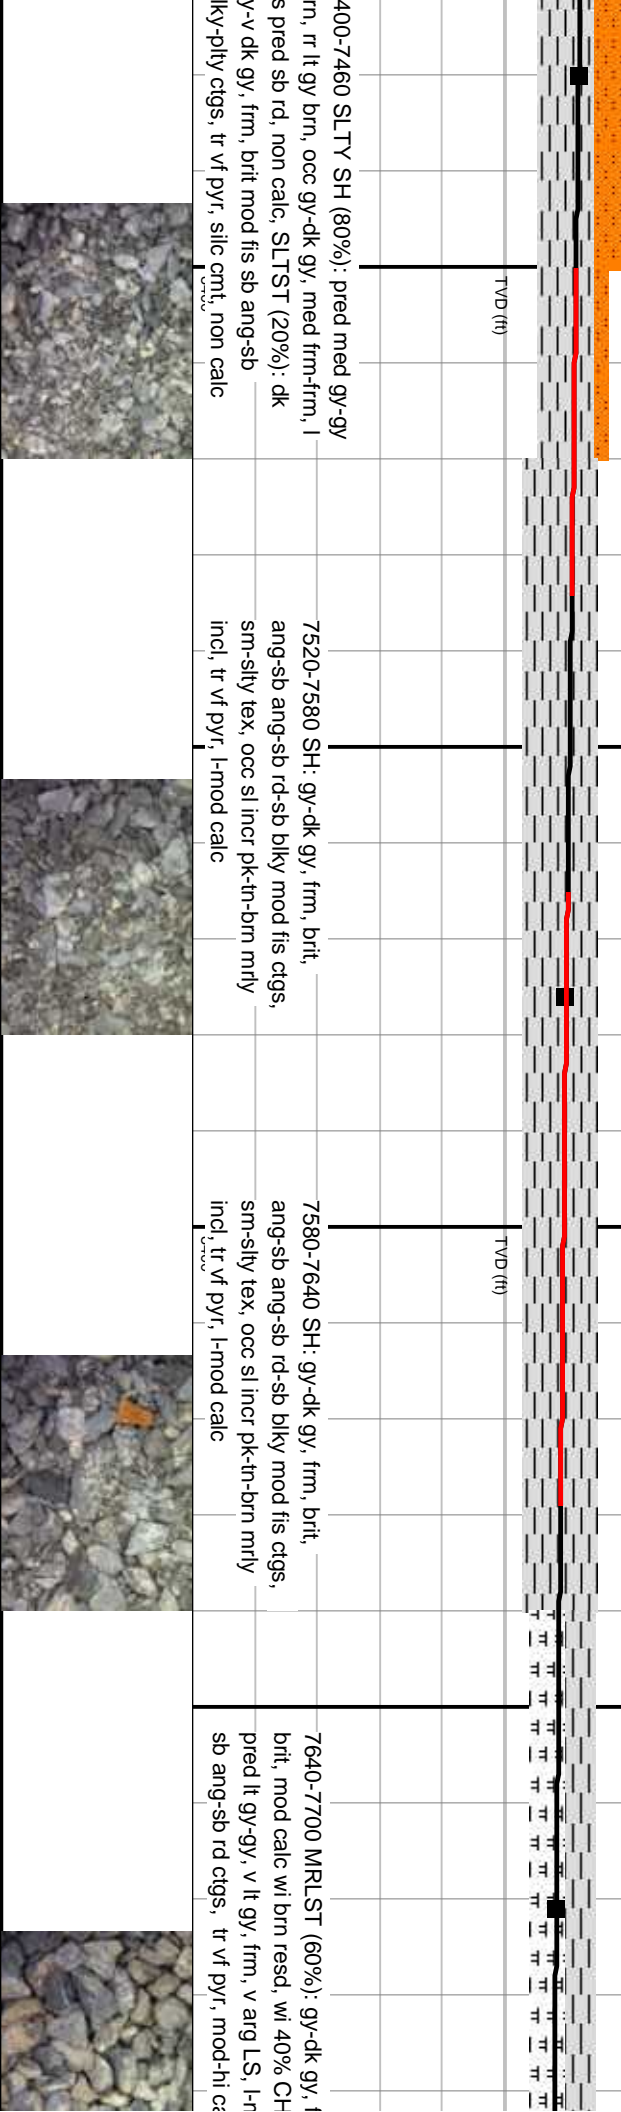 400-7460 SLTY SH (80%): pred med gy-gy
rn, r lt gy brn, occ gy-dk gy, med frm-frm, l
s pred sb rd, non calc, SLTST (20%): dk
y-v dk gy, frm, brit mod fis sb ang-sb
lky-plty ctgs, tr vf pyr, silc cmt, non calc
TVD (ft)
7520-7580 SH: gy-dk gy, frm, brit,
ang-sb ang-sb rd-sb blky mod fis ctgs,
sm-slty tex, occ sl incr pk-tn-brn mrly
incl, tr vf pyr, l-mod calc
TVD (ft)
7580-7640 SH: gy-dk gy, frm, brit,
ang-sb ang-sb rd-sb blky mod fis ctgs,
sm-slty tex, occ sl incr pk-tn-brn mrly
incl, tr vf pyr, l-mod calc
7640-7700 MRLST (60%): gy-dk gy, f
brit, mod calc wi brn resd, wi 40% CH
pred lt gy-gy, v lt gy, frm, v arg LS, l-m
sb ang-sb rd ctgs, tr vf pyr, mod-hi ca